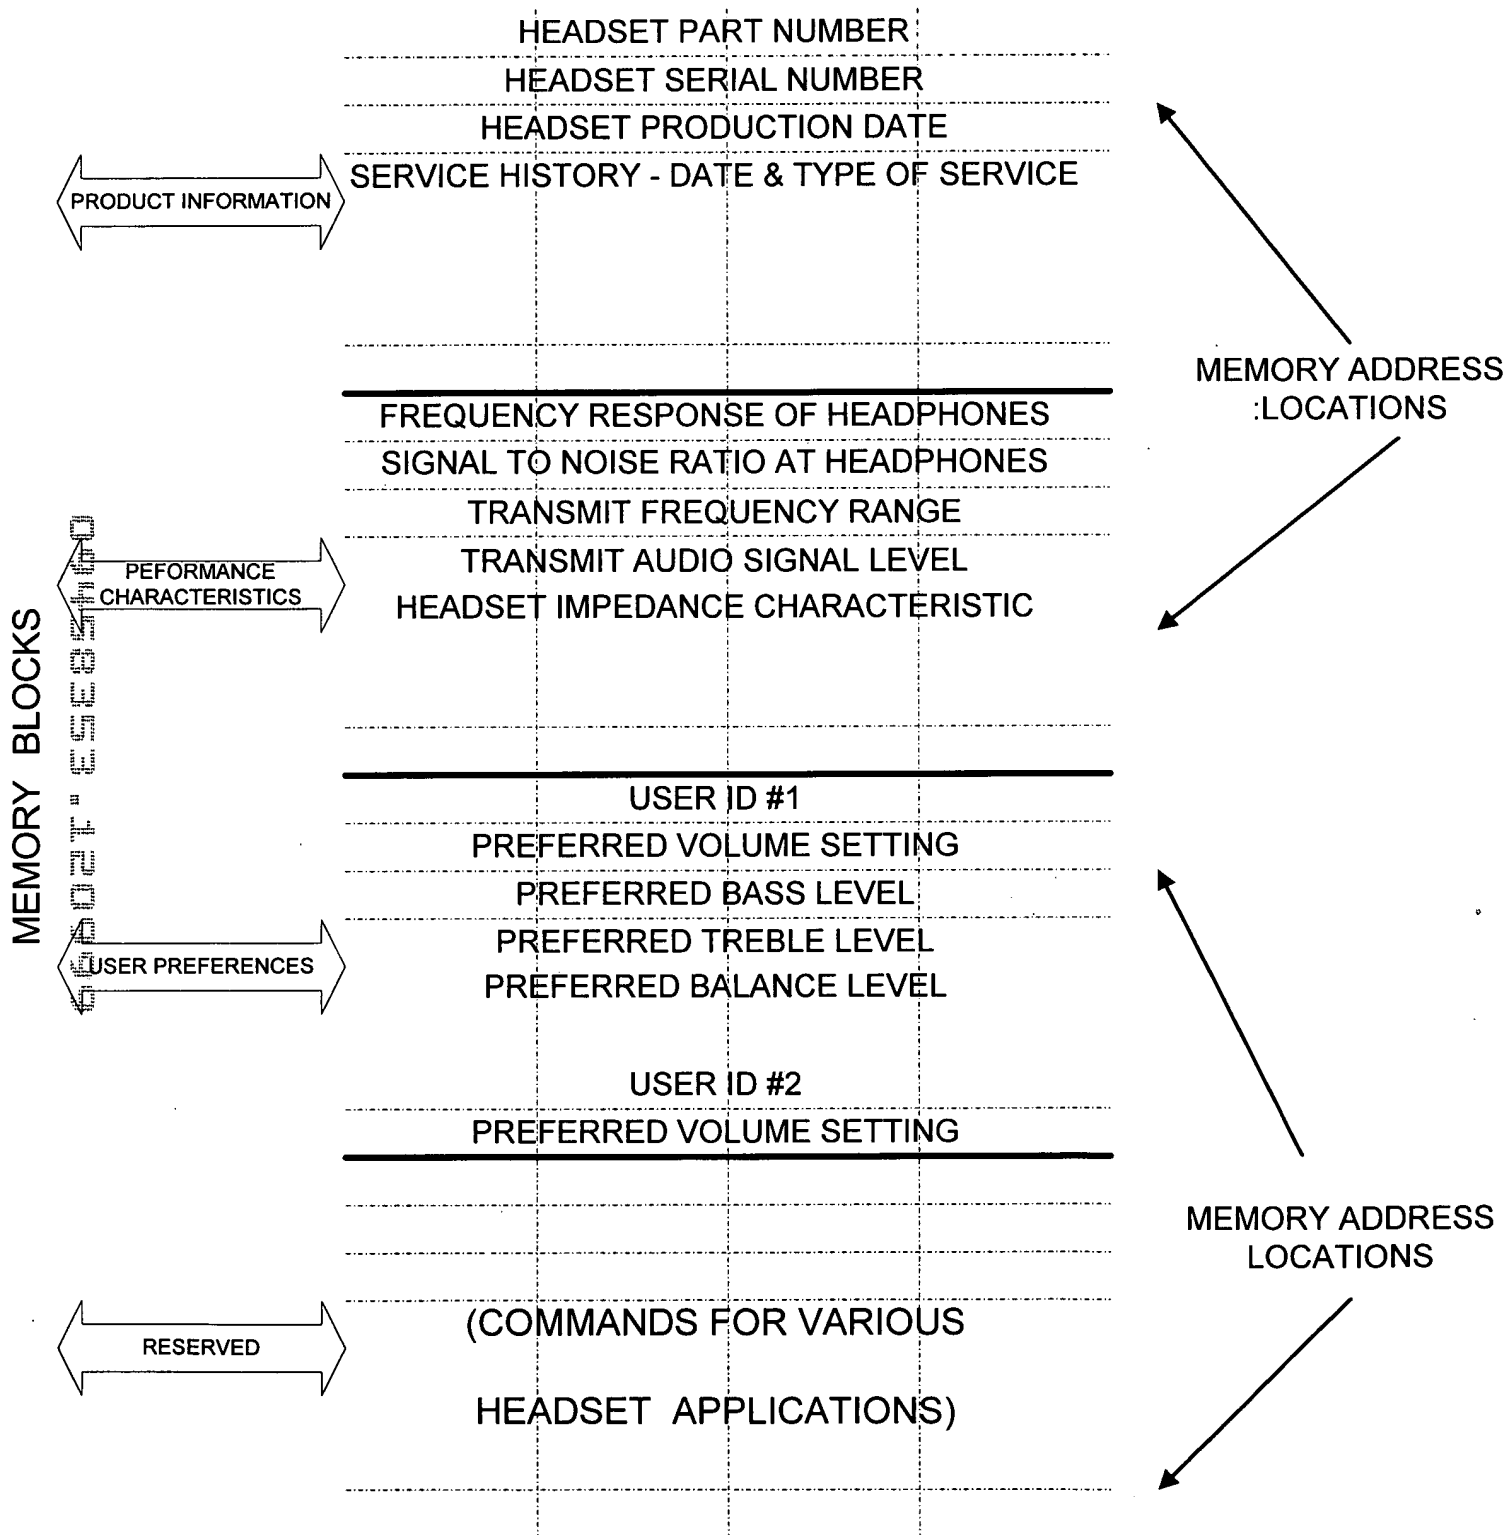 HEADSET PART NUMBER
HEADSET SERIAL NUMBER
HEADSET PRODUCTION DATE
SERVICE HISTORY - DATE & TYPE OF SERVICE
PRODUCT INFORMATION
MEMORY ADDRESS
:LOCATIONS
FREQUENCY RESPONSE OF HEADPHONES
SIGNAL TO NOISE RATIO AT HEADPHONES
TRANSMIT FREQUENCY RANGE
TRANSMIT AUDIO SIGNAL LEVEL
HEADSET IMPEDANCE CHARACTERISTIC
PEFORMANCE
CHARACTERISTICS
MEMORY BLOCKS
USER ID #1
PREFERRED VOLUME SETTING
PREFERRED BASS LEVEL
PREFERRED TREBLE LEVEL
PREFERRED BALANCE LEVEL
USER PREFERENCES
USER ID #2
PREFERRED VOLUME SETTING
MEMORY ADDRESS
LOCATIONS
(COMMANDS FOR VARIOUS
HEADSET APPLICATIONS)
RESERVED